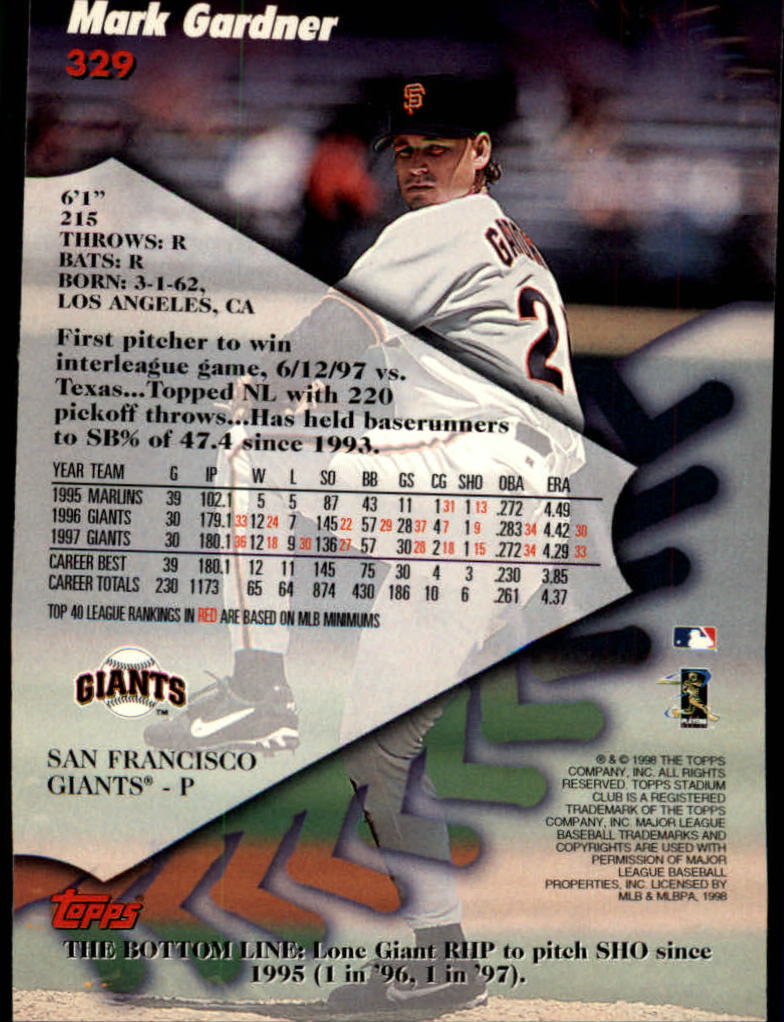 Mark Gardner
329
SF
6'1"
215
THROWS: R
BATS: R
BORN: 3-1-62,
LOS ANGELES, CA
First pitcher to win
interleague game, 6/12/97 vs.
Texas...Topped NL with 220
pickoff throws...Has held baserunners
to SB% of 47.4 since 1993.
YEAR TEAM G IP W L SO BB GS CG SHO OBA ERA
1995 MARLINS 39 102.1 5 5 87 43 11 1 31 1 13 .272 4.49
1996 GIANTS 30 179.1 33 12 24 7 145 22 57 29 28 37 4 7 1 9 .283 34 4.42 30
1997 GIANTS 30 180.1 36 12 18 9 30 136 27 57 30 28 2 18 1 15 .272 34 4.29 33
CAREER BEST 39 180.1 12 11 145 75 30 4 3 .230 3.85
CAREER TOTALS 230 1173 65 64 874 430 186 10 6 .261 4.37
TOP 40 LEAGUE RANKINGS IN RED ARE BASED ON MLB MINIMUMS
GIANTS
TM
SAN FRANCISCO
GIANTS® - P
PLAYERS
® & © 1998 THE TOPPS
COMPANY, INC. ALL RIGHTS
RESERVED. TOPPS STADIUM
CLUB IS A REGISTERED
TRADEMARK OF THE TOPPS
COMPANY, INC. MAJOR LEAGUE
BASEBALL TRADEMARKS AND
COPYRIGHTS ARE USED WITH
PERMISSION OF MAJOR
LEAGUE BASEBALL
PROPERTIES, INC. LICENSED BY
MLB & MLBPA, 1998
topps
THE BOTTOM LINE: Lone Giant RHP to pitch SHO since
1995 (1 in '96, 1 in '97).